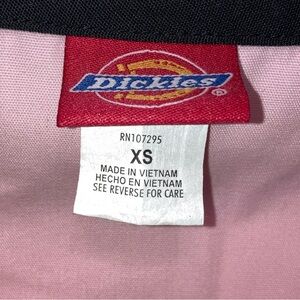 Dickies
®
RN107295
XS
MADE IN VIETNAM
HECHO EN VIETNAM
SEE REVERSE FOR CARE